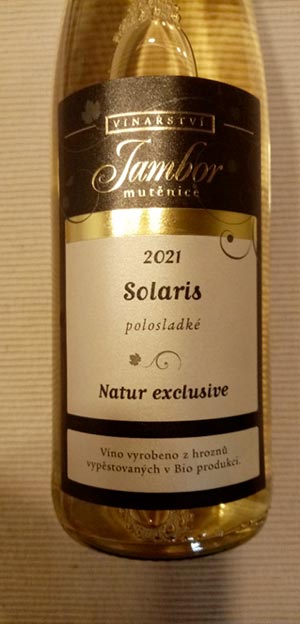 VINAŘSTVÍ
Jambor
mutěnice
2021
Solaris
polosladké
Natur exclusive
Víno vyrobeno z hroznů
vypěstovaných v Bio produkci.